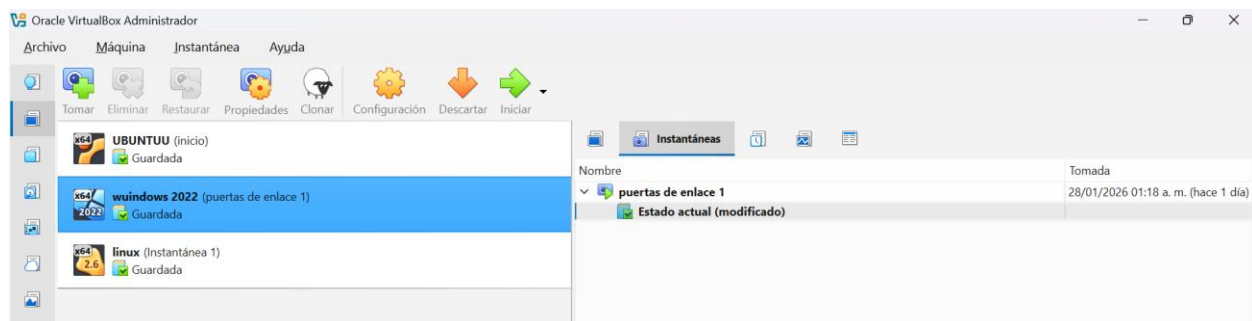 Oracle VirtualBox Administrador
Archivo Máquina Instantánea Ayuda
Tomar Eliminar Restaurar Propiedades Clonar Configuración Descartar Iniciar
x64 UBUNTUU (inicio)
Guardada
x64 2022 wuindows 2022 (puertas de enlace 1)
Guardada
x64 2.6 linux (Instantánea 1)
Guardada
Instantáneas
Nombre Tomada
puertas de enlace 1 28/01/2026 01:18 a. m. (hace 1 día)
Estado actual (modificado)